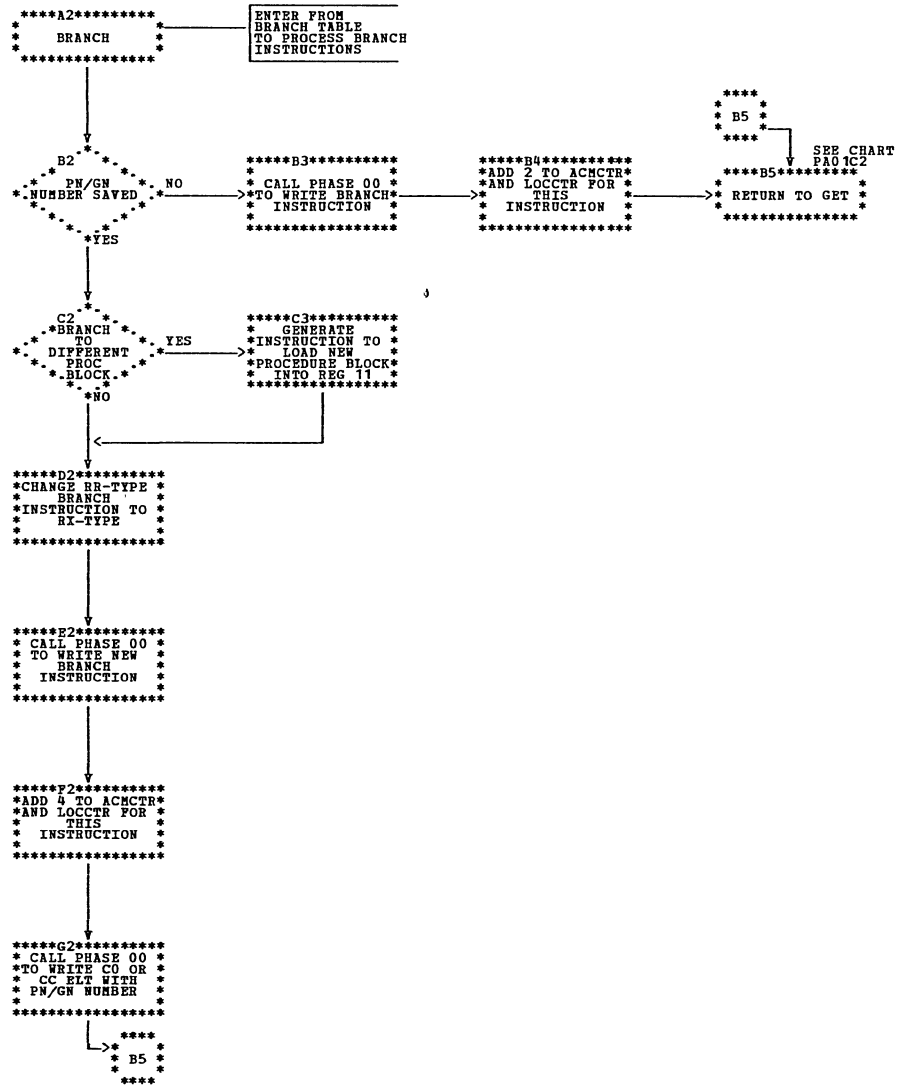 A2
BRANCH
ENTER FROM
BRANCH TABLE
TO PROCESS BRANCH
INSTRUCTIONS
B5
SEE CHART
PA01C2
B2
PN/GN
NUMBER SAVED
NO
YES
B3
CALL PHASE 00
TO WRITE BRANCH
INSTRUCTION
B4
ADD 2 TO ACMCTR
AND LOCCTR FOR
THIS
INSTRUCTION
B5
RETURN TO GET
C2
BRANCH
TO
DIFFERENT
PROC
BLOCK
YES
NO
C3
GENERATE
INSTRUCTION TO
LOAD NEW
PROCEDURE BLOCK
INTO REG 11
D2
CHANGE RR-TYPE
BRANCH
INSTRUCTION TO
RX-TYPE
E2
CALL PHASE 00
TO WRITE NEW
BRANCH
INSTRUCTION
F2
ADD 4 TO ACMCTR
AND LOCCTR FOR
THIS
INSTRUCTION
G2
CALL PHASE 00
TO WRITE C0 OR
CC ELT WITH
PN/GN NUMBER
B5